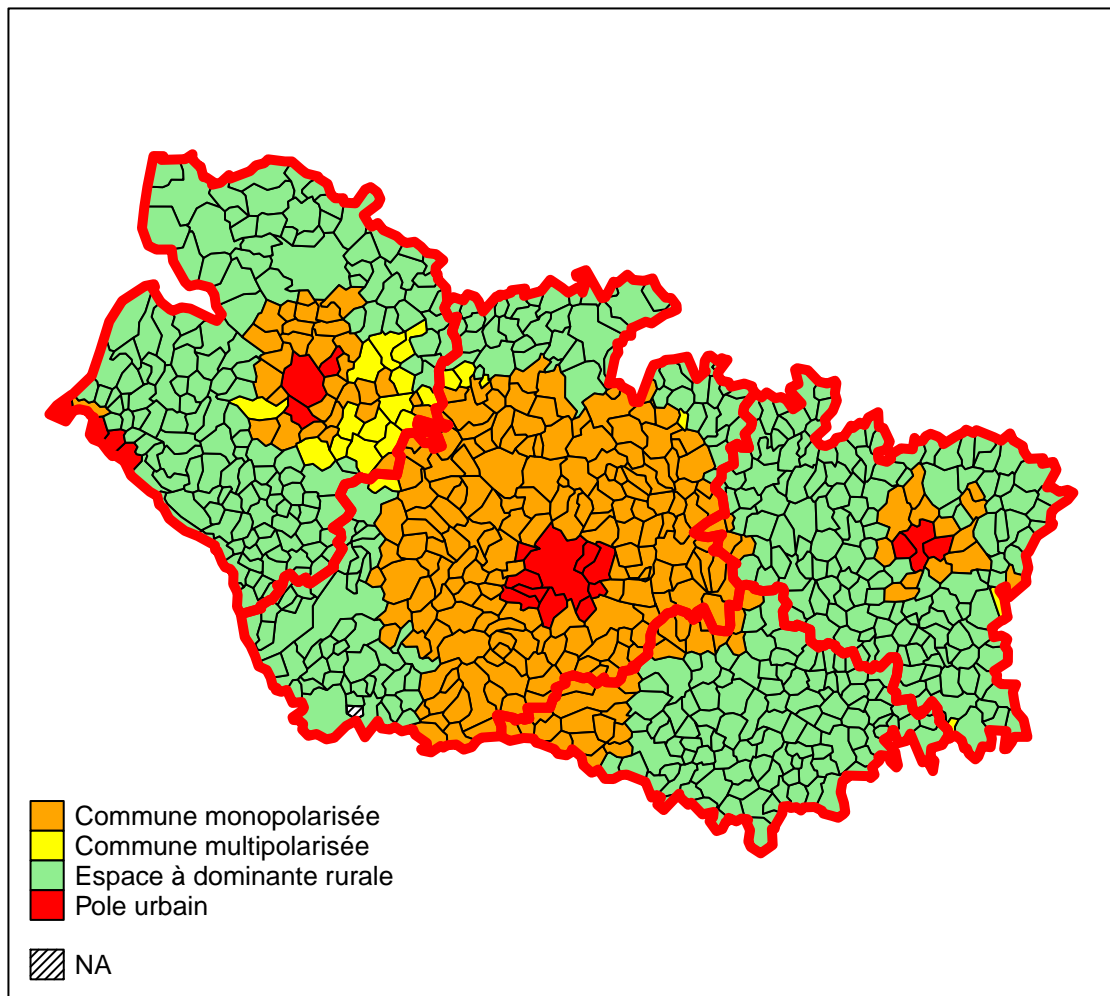 Commune monopolarisée
Commune multipolarisée
Espace à dominante rurale
Pole urbain
NA